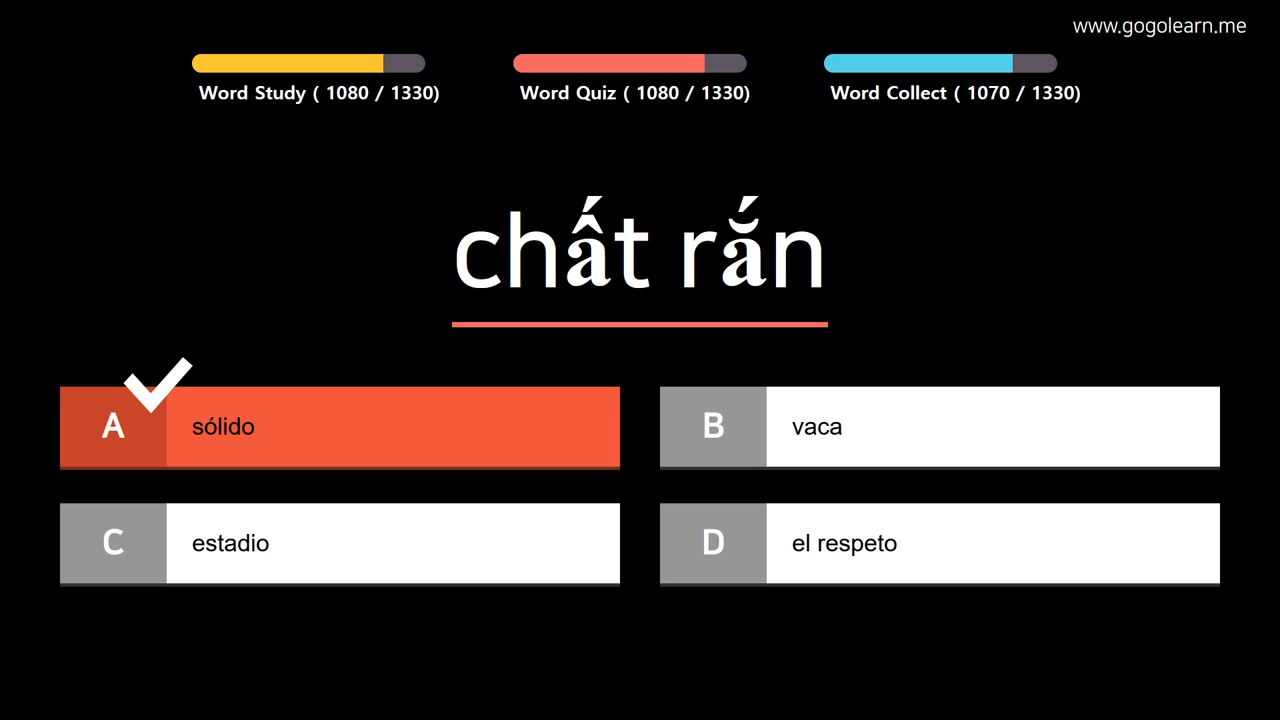 www.gogolearn.me
Word Study ( 1080 / 1330)
Word Quiz ( 1080 / 1330)
Word Collect ( 1070 / 1330)
chất rắn
A sólido
B vaca
C estadio
D el respeto